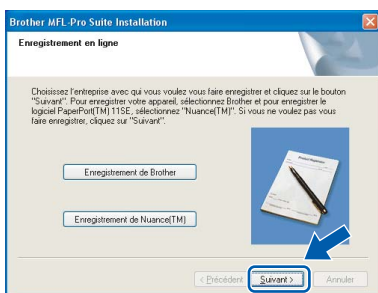 Brother MFL-Pro Suite Installation
Enregistrement en ligne
Choisissez l'entreprise avec qui vous voulez vous faire enregistrer et cliquez sur le bouton
"Suivant". Pour enregistrer votre appareil, sélectionnez Brother et pour enregistrer le
logiciel PaperPort(TM) 11SE, sélectionnez "Nuance(TM)". Si vous ne voulez pas vous
faire enregistrer, cliquez sur "Suivant".
Enregistrement de Brother
Enregistrement de Nuance(TM)
< Précédent Suivant > Annuler